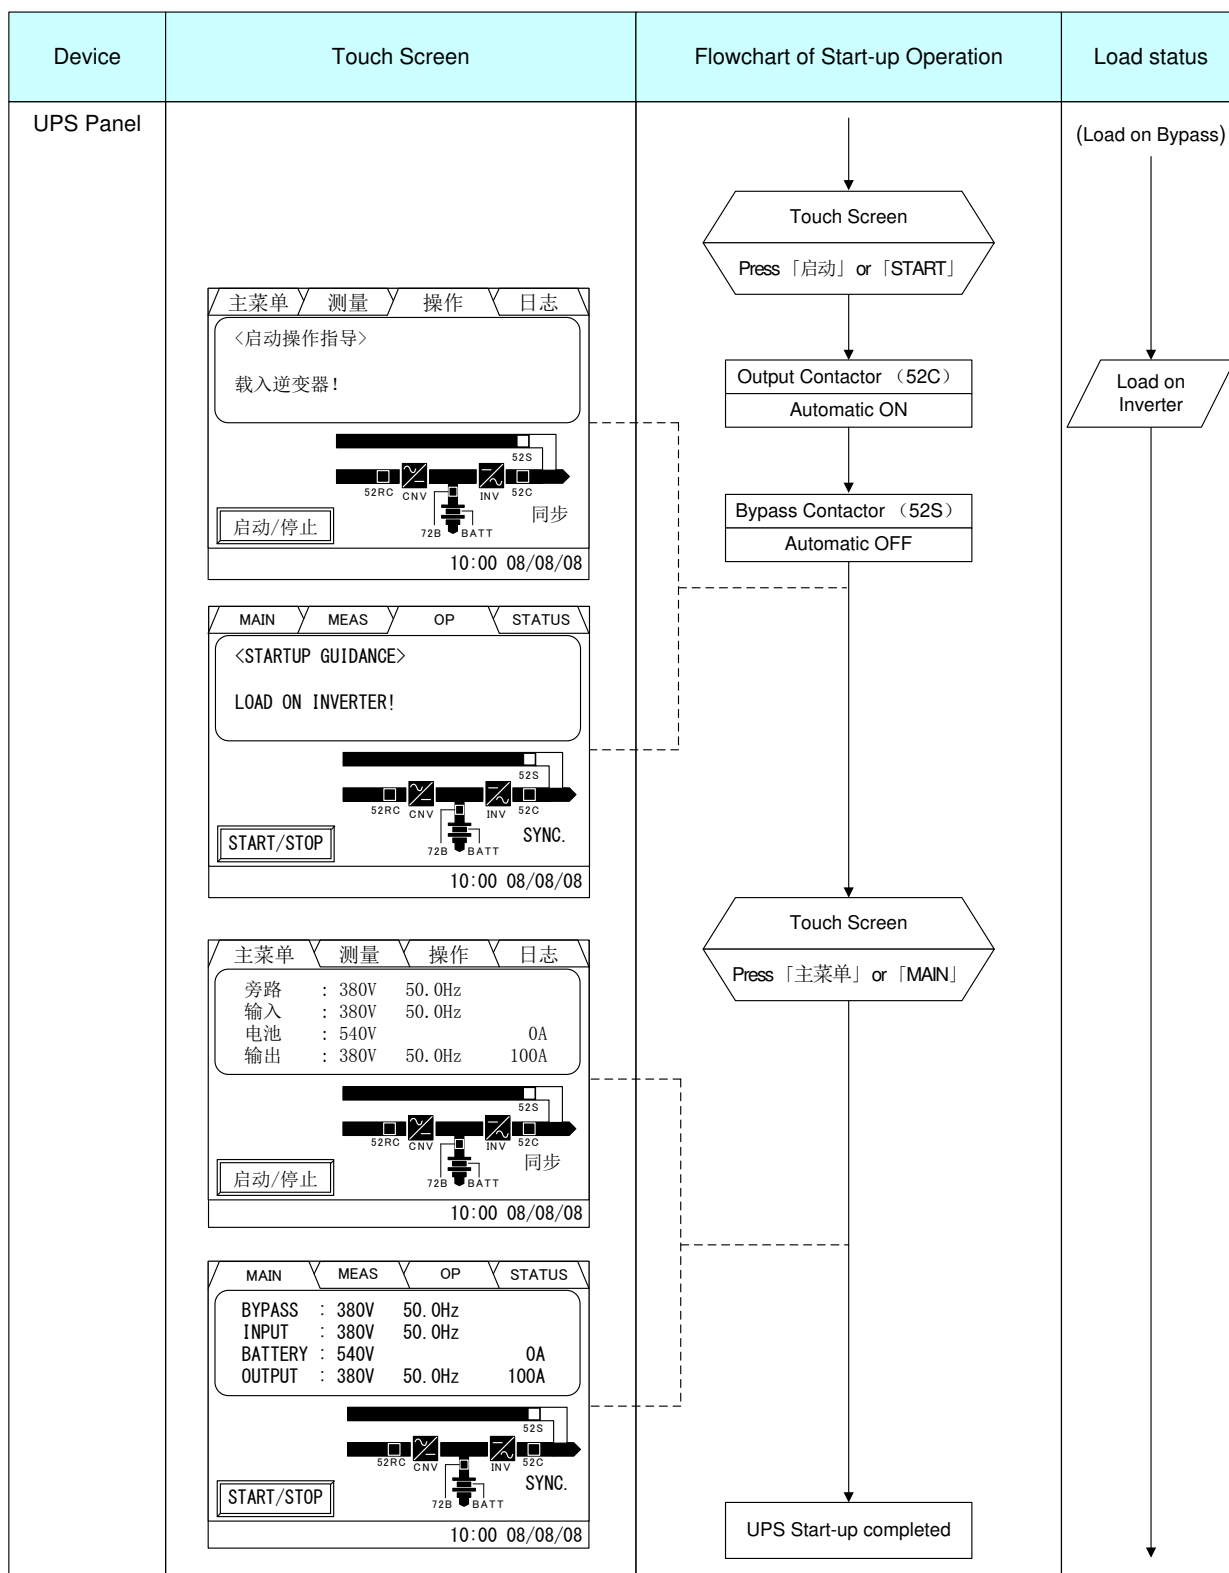 Device
Touch Screen
Flowchart of Start-up Operation
Load status
UPS Panel
(Load on Bypass)
Touch Screen
Press「启动」or「START」
主菜单 测量 操作 日志
<启动操作指导>
载入逆变器!
52S
52RC CNV INV 52C
72B BATT
同步
启动/停止
10:00 08/08/08
Output Contactor （52C）
Automatic ON
Load on
Inverter
Bypass Contactor （52S）
Automatic OFF
MAIN MEAS OP STATUS
<STARTUP GUIDANCE>
LOAD ON INVERTER!
52S
52RC CNV INV 52C
72B BATT
SYNC.
START/STOP
10:00 08/08/08
Touch Screen
Press「主菜单」or「MAIN」
主菜单 测量 操作 日志
旁路 : 380V 50.0Hz
输入 : 380V 50.0Hz
电池 : 540V 0A
输出 : 380V 50.0Hz 100A
52S
52RC CNV INV 52C
72B BATT
同步
启动/停止
10:00 08/08/08
MAIN MEAS OP STATUS
BYPASS : 380V 50.0Hz
INPUT : 380V 50.0Hz
BATTERY : 540V 0A
OUTPUT : 380V 50.0Hz 100A
52S
52RC CNV INV 52C
72B BATT
SYNC.
START/STOP
10:00 08/08/08
UPS Start-up completed